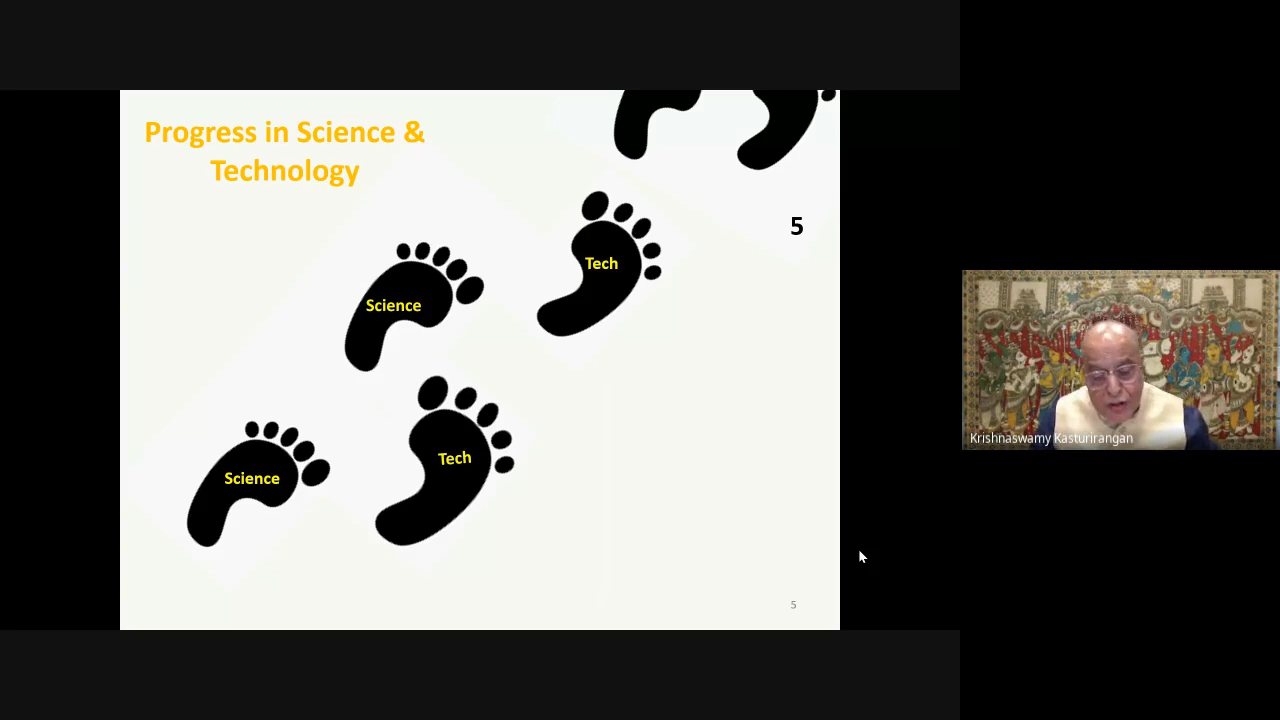 Progress in Science &
Technology
5
Tech
Science
Tech
Science
Krishnaswamy Kasturirangan
5